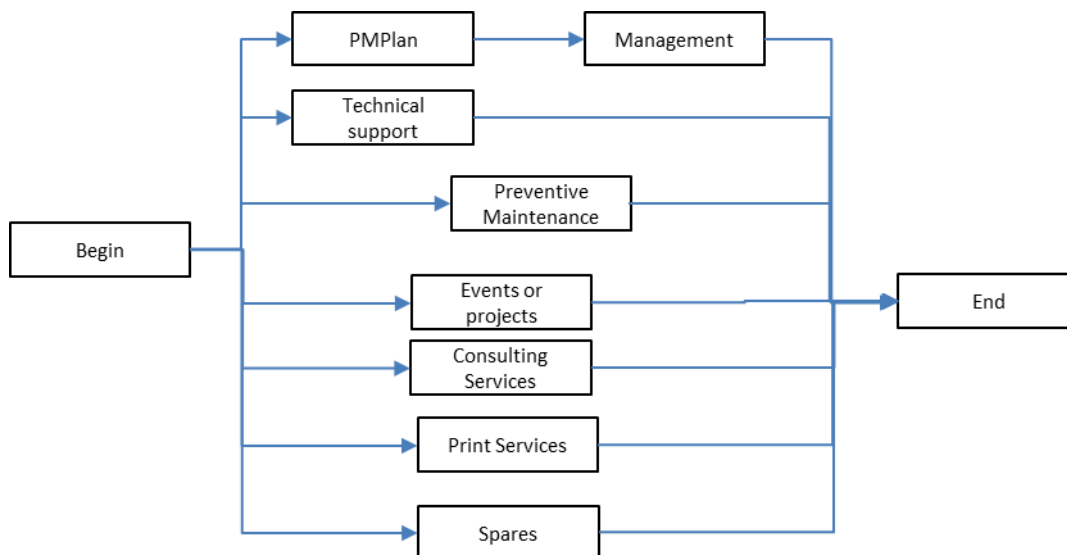 PMPlan
Management
Technical
support
Preventive
Maintenance
Begin
Events or
projects
End
Consulting
Services
Print Services
Spares